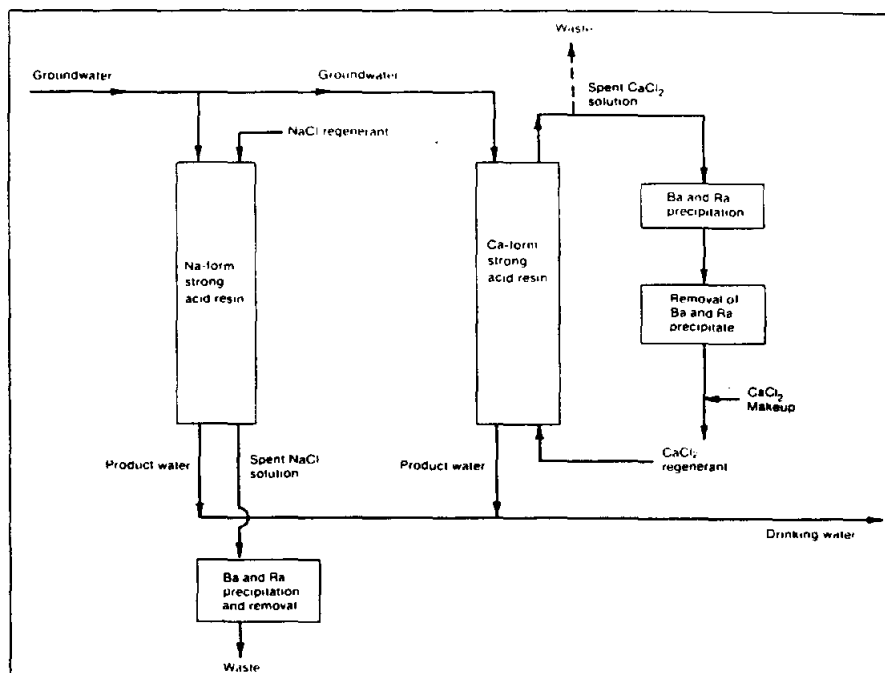 Waste
Groundwater
Groundwater
Spent CaCl2
solution
NaCl regenerant
Ba and Ra
precipitation
Na-form
strong
acid resin
Ca-form
strong
acid resin
Removal of
Ba and Ra
precipitate
CaCl2
Makeup
Product water
Spent NaCl
solution
Product water
CaCl2
regenerant
Drinking water
Ba and Ra
precipitation
and removal
Waste